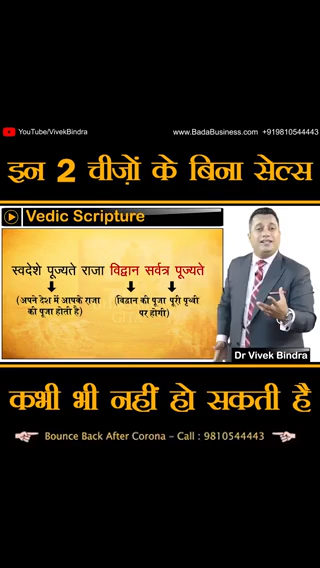 YouTube/VivekBindra
www.BadaBusiness.com +919810544443
इन 2 चीज़ों के बिना सेल्स
Vedic Scripture
स्वदेशे पूज्यते राजा विद्वान सर्वत्र पूज्यते
(अपने देश में आपके राजा
की पूजा होती है)
(विद्वान की पूजा पूरी पृथ्वी
पर होगी)
Dr Vivek Bindra
कभी भी नहीं हो सकती है
Bounce Back After Corona – Call : 9810544443